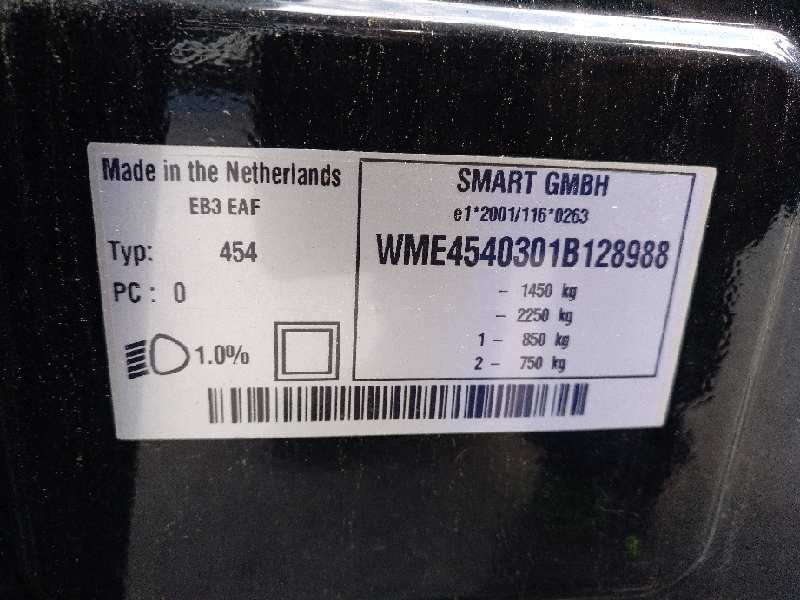 Made in the Netherlands
EB3 EAF
Typ: 454
PC : 0
1.0%
SMART GMBH
e1*2001/116*0263
WME4540301B128988
- 1450 kg
- 2250 kg
1 - 850 kg
2 - 750 kg